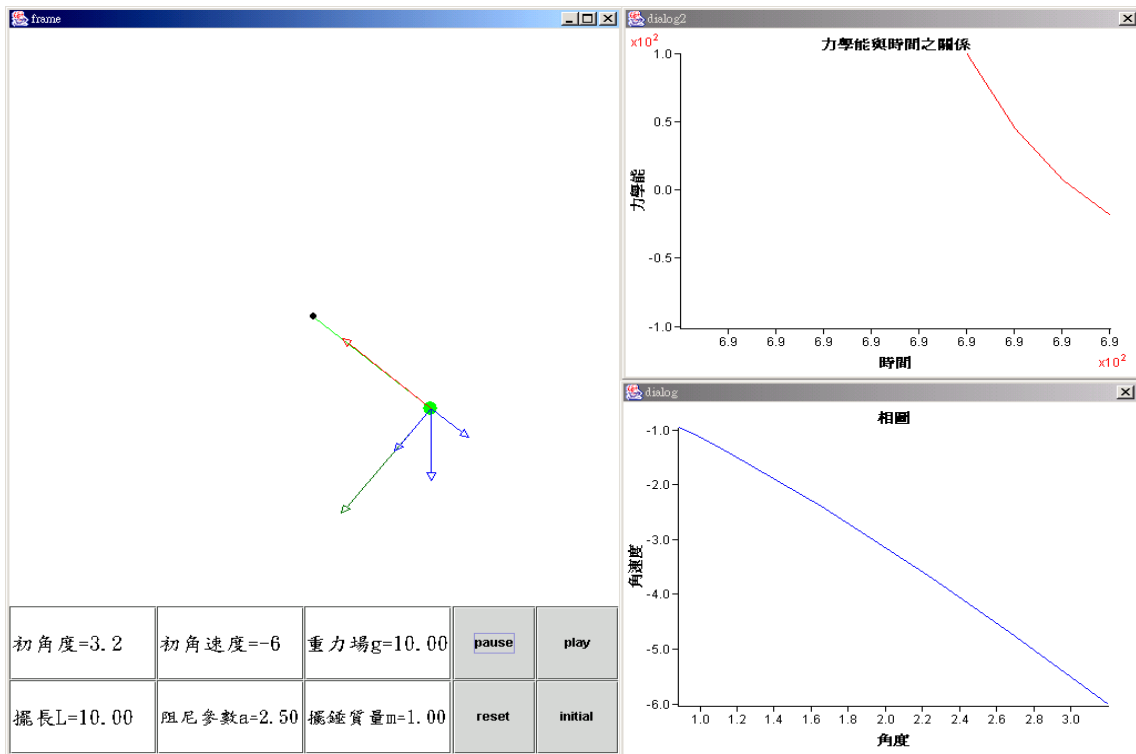 frame
初角度=3.2
初角速度=-6
重力場g=10.00
pause
play
擺長L=10.00
阻尼參數a=2.50
擺錘質量m=1.00
reset
initial
dialog2
力學能與時間之關係
x10²
1.0
0.5
0.0
-0.5
-1.0
力學能
6.9 6.9 6.9 6.9 6.9 6.9 6.9 6.9 6.9
時間
x10²
dialog
相圖
-1.0
-2.0
-3.0
-4.0
-5.0
-6.0
角速度
1.0 1.2 1.4 1.6 1.8 2.0 2.2 2.4 2.6 2.8 3.0
角度